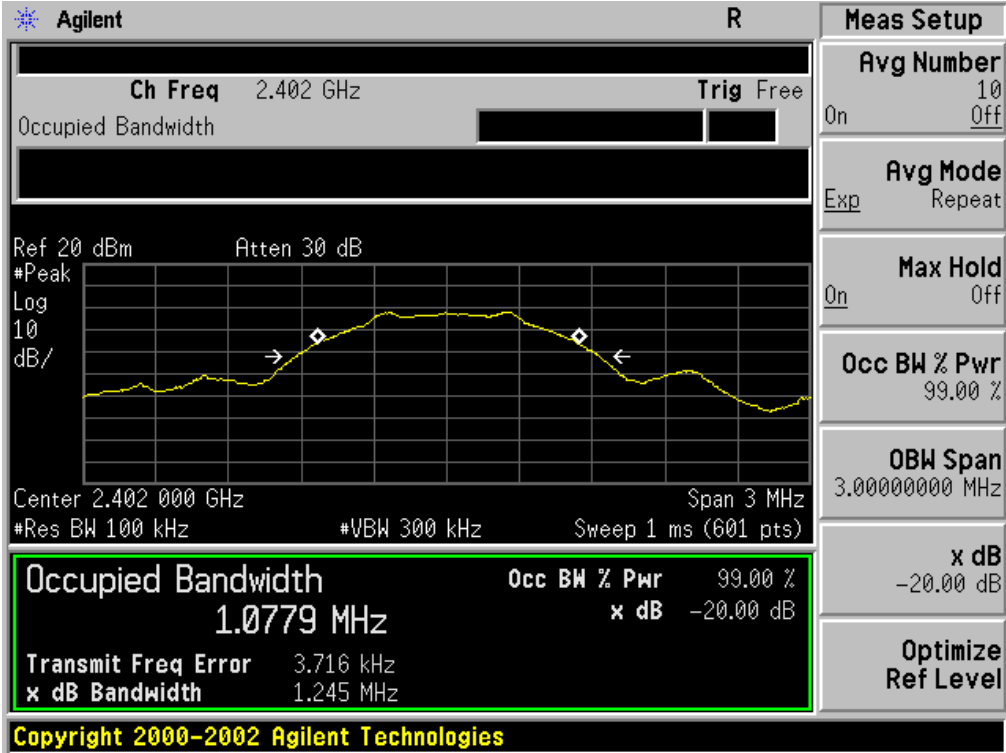 Agilent R
Ch Freq 2.402 GHz Trig Free
Occupied Bandwidth
Ref 20 dBm Atten 30 dB
#Peak
Log
10
dB/
Center 2.402 000 GHz Span 3 MHz
#Res BW 100 kHz #VBW 300 kHz Sweep 1 ms (601 pts)
Occupied Bandwidth
1.0779 MHz
Occ BW % Pwr 99.00 %
x dB -20.00 dB
Transmit Freq Error 3.716 kHz
x dB Bandwidth 1.245 MHz
Copyright 2000-2002 Agilent Technologies
Meas Setup
Avg Number
10
On Off
Avg Mode
Exp Repeat
Max Hold
On Off
Occ BW % Pwr
99.00 %
OBW Span
3.00000000 MHz
x dB
-20.00 dB
Optimize
Ref Level